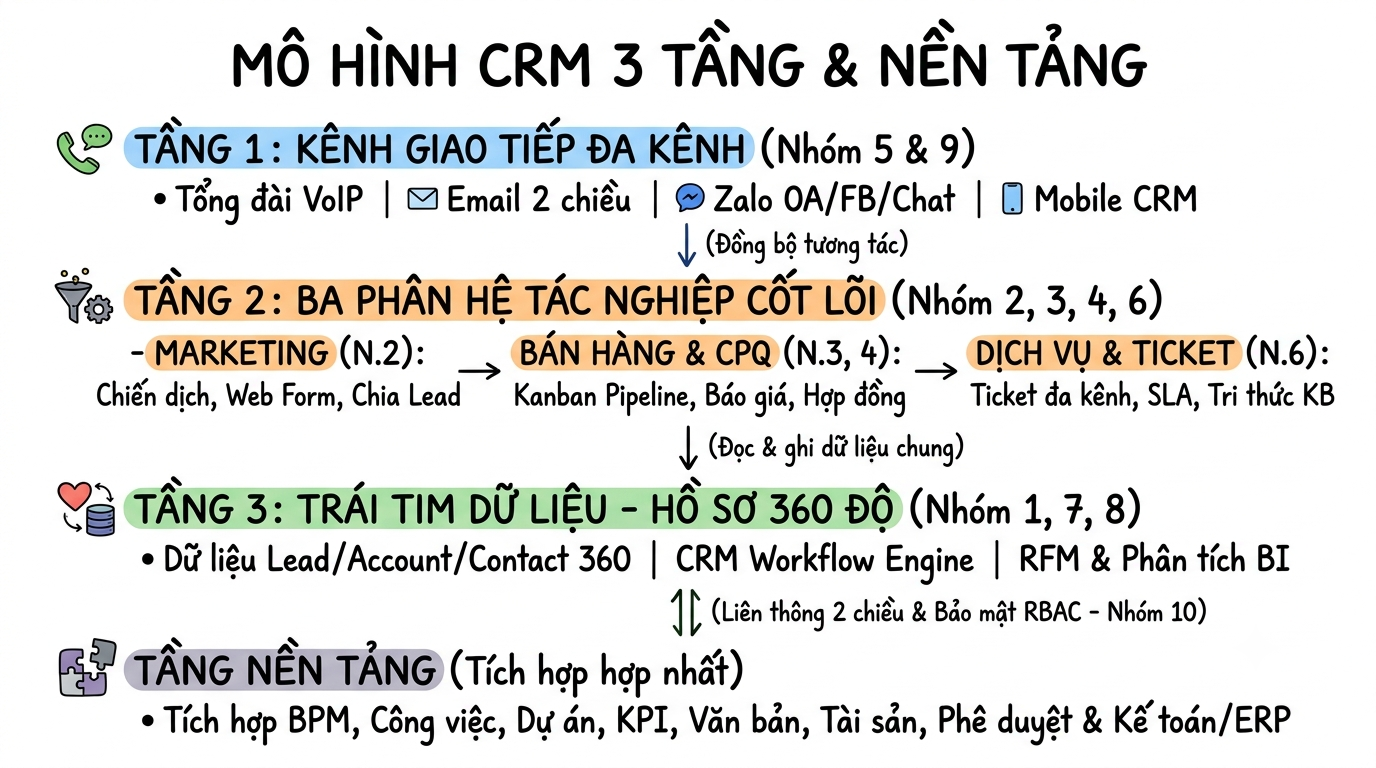 MÔ HÌNH CRM 3 TẦNG & NỀN TẢNG
TẦNG 1: KÊNH GIAO TIẾP ĐA KÊNH (Nhóm 5 & 9)
• Tổng đài VoIP | Email 2 chiều | Zalo OA/FB/Chat | Mobile CRM
(Đồng bộ tương tác)
TẦNG 2: BA PHÂN HỆ TÁC NGHIỆP CỐT LÕI (Nhóm 2, 3, 4, 6)
- MARKETING (N.2): → BÁN HÀNG & CPQ (N.3, 4): → DỊCH VỤ & TICKET (N.6):
Chiến dịch, Web Form, Chia Lead Kanban Pipeline, Báo giá, Hợp đồng Ticket đa kênh, SLA, Tri thức KB
(Đọc & ghi dữ liệu chung)
TẦNG 3: TRÁI TIM DỮ LIỆU - HỒ SƠ 360 ĐỘ (Nhóm 1, 7, 8)
• Dữ liệu Lead/Account/Contact 360 | CRM Workflow Engine | RFM & Phân tích BI
(Liên thông 2 chiều & Bảo mật RBAC - Nhóm 10)
TẦNG NỀN TẢNG (Tích hợp hợp nhất)
• Tích hợp BPM, Công việc, Dự án, KPI, Văn bản, Tài sản, Phê duyệt & Kế toán/ERP